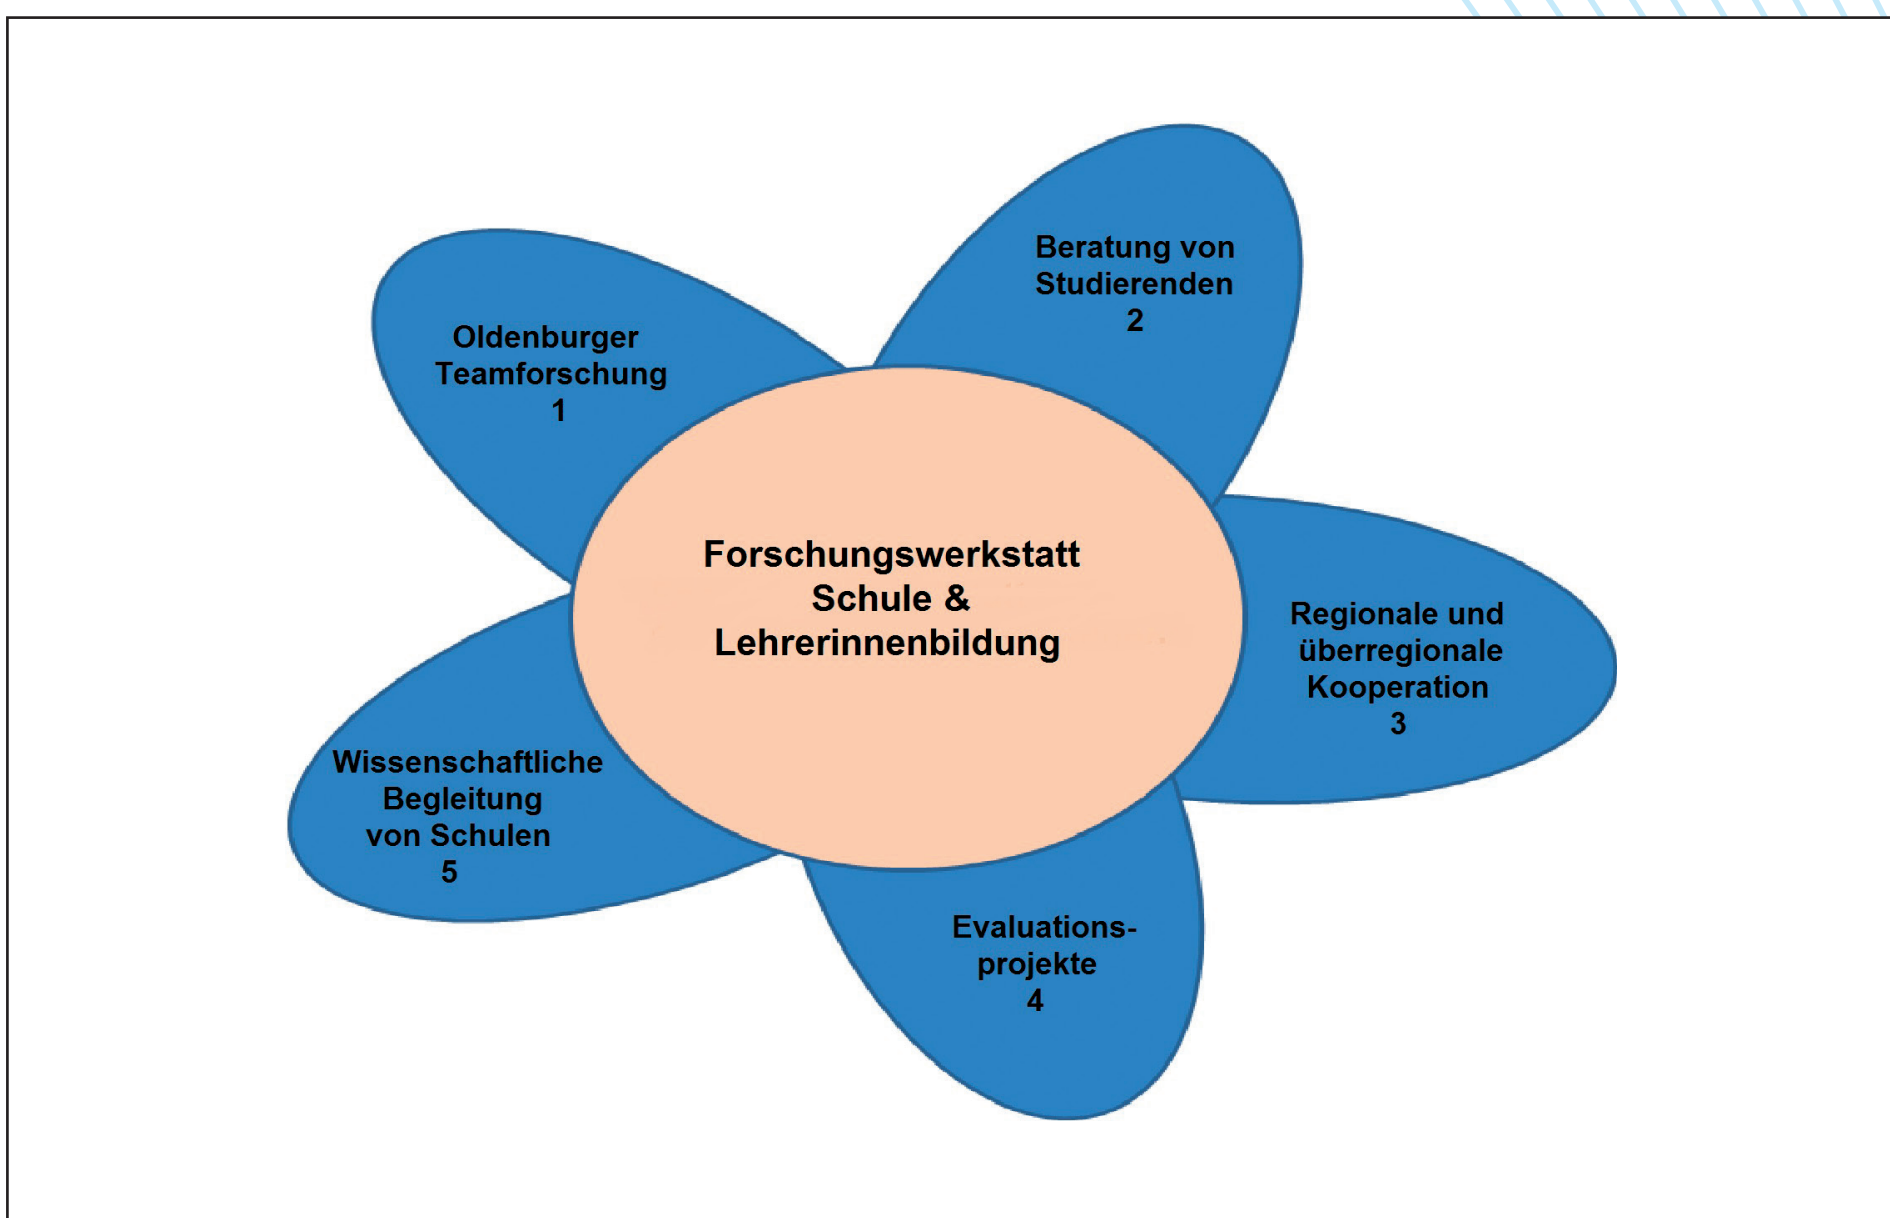 Oldenburger
Teamforschung
1
Beratung von
Studierenden
2
Regionale und
überregionale
Kooperation
3
Evaluations-
projekte
4
Wissenschaftliche
Begleitung
von Schulen
5
Forschungswerkstatt
Schule &
Lehrerinnenbildung